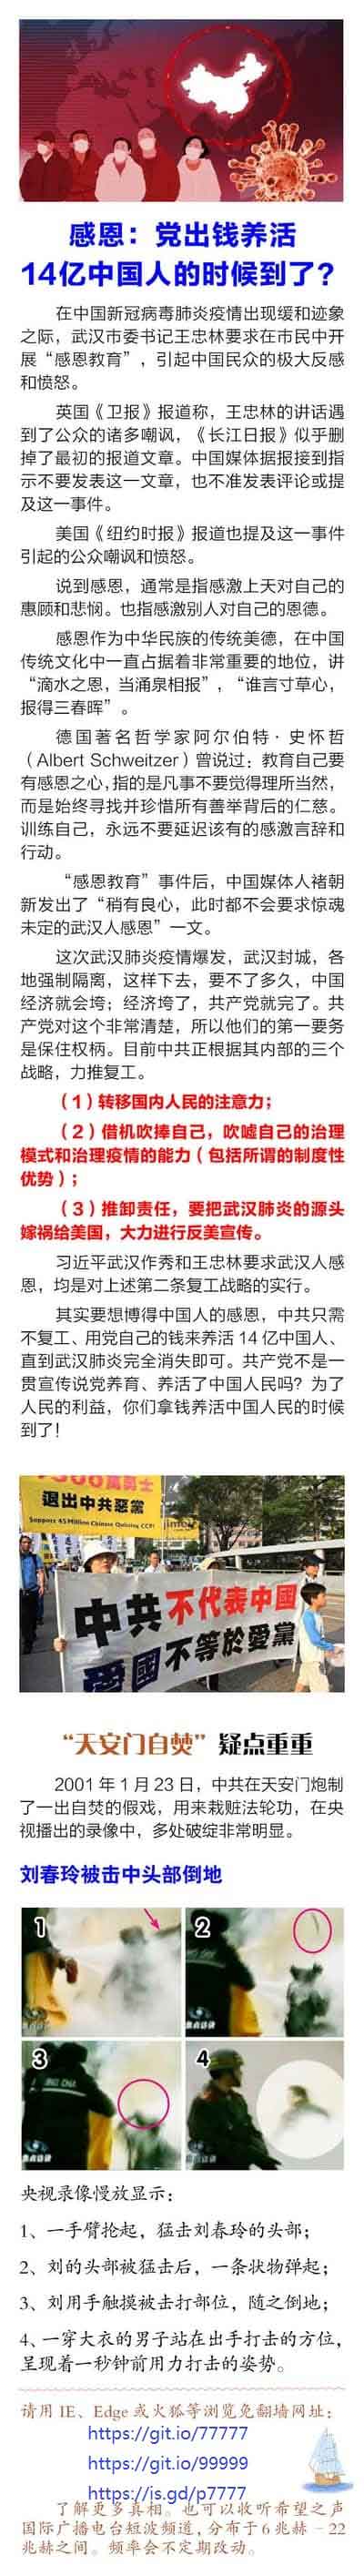 感恩：党出钱养活
14亿中国人的时候到了?
在中国新冠病毒肺炎疫情出现缓和迹象
之际，武汉市委书记王忠林要求在市民中开
展“感恩教育”，引起中国民众的极大反感
和愤怒。
英国《卫报》报道称，王忠林的讲话遇
到了公众的诸多嘲讽，《长江日报》似乎删
掉了最初的报道文章。中国媒体据报接到指
示不要发表这一文章，也不准发表评论或提
及这一事件。
美国《纽约时报》报道也提及这一事件
引起的公众嘲讽和愤怒。
说到感恩，通常是指感激上天对自己的
惠顾和悲悯。也指感激别人对自己的恩德。
感恩作为中华民族的传统美德，在中国
传统文化中一直占据着非常重要的地位，讲
“滴水之恩，当涌泉相报”，“谁言寸草心，
报得三春晖”。
德国著名哲学家阿尔伯特·史怀哲
（Albert Schweitzer）曾说过：教育自己要
有感恩之心，指的是凡事不要觉得理所当然，
而是始终寻找并珍惜所有善举背后的仁慈。
训练自己，永远不要延迟该有的感激言辞和
行动。
“感恩教育”事件后，中国媒体人褚朝
新发出了“稍有良心，此时都不会要求惊魂
未定的武汉人感恩”一文。
这次武汉肺炎疫情爆发，武汉封城，各
地强制隔离，这样下去，要不了多久，中国
经济就会垮；经济垮了，共产党就完了。共
产党对这个非常清楚，所以他们的第一要务
是保住权柄。目前中共正根据其内部的三个
战略，力推复工。
（1）转移国内人民的注意力；
（2）借机吹捧自己，吹嘘自己的治理
模式和治理疫情的能力（包括所谓的制度性
优势）；
（3）推卸责任，要把武汉肺炎的源头
嫁祸给美国，大力进行反美宣传。
习近平武汉作秀和王忠林要求武汉人感
恩，均是对上述第二条复工战略的实行。
其实要想博得中国人的感恩，中共只需
不复工、用党自己的钱来养活 14 亿中国人、
直到武汉肺炎完全消失即可。共产党不是一
贯宣传说党养育、养活了中国人民吗？为了
人民的利益，你们拿钱养活中国人民的时候
到了！
退出中共惡黨
Supports 45 Million Chinese Quitting CCP!
中共不代表中國
愛國不等於愛黨
“天安门自焚”疑点重重
2001 年 1 月 23 日，中共在天安门炮制
了一出自焚的假戏，用来栽赃法轮功，在央
视播出的录像中，多处破绽非常明显。
刘春玲被击中头部倒地
1
2
3
4
央视录像慢放显示：
1、一手臂抡起，猛击刘春玲的头部；
2、刘的头部被猛击后，一条状物弹起；
3、刘用手触摸被击打部位，随之倒地；
4、一穿大衣的男子站在出手打击的方位，
呈现着一秒钟前用力打击的姿势。
请用 IE、Edge 或火狐等浏览免翻墙网址：
https://git.io/77777
https://git.io/99999
https://is.gd/p7777
了解更多真相。也可以收听希望之声
国际广播电台短波频道，分布于 6 兆赫 – 22
兆赫之间。频率会不定期改动。